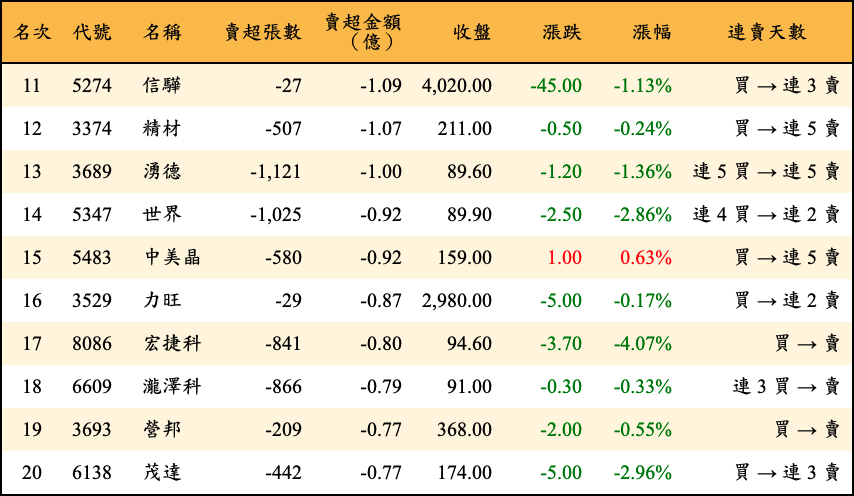 名次 代號 名稱 賣超張數 賣超金額（億） 收盤 漲跌 漲幅 連賣天數
11 5274 信驊 -27 -1.09 4,020.00 -45.00 -1.13% 買 → 連 3 賣
12 3374 精材 -507 -1.07 211.00 -0.50 -0.24% 買 → 連 5 賣
13 3689 湧德 -1,121 -1.00 89.60 -1.20 -1.36% 連 5 買 → 連 5 賣
14 5347 世界 -1,025 -0.92 89.90 -2.50 -2.86% 連 4 買 → 連 2 賣
15 5483 中美晶 -580 -0.92 159.00 1.00 0.63% 買 → 連 5 賣
16 3529 力旺 -29 -0.87 2,980.00 -5.00 -0.17% 買 → 連 2 賣
17 8086 宏捷科 -841 -0.80 94.60 -3.70 -4.07% 買 → 賣
18 6609 瀧澤科 -866 -0.79 91.00 -0.30 -0.33% 連 3 買 → 賣
19 3693 營邦 -209 -0.77 368.00 -2.00 -0.55% 買 → 賣
20 6138 茂達 -442 -0.77 174.00 -5.00 -2.96% 買 → 連 3 賣